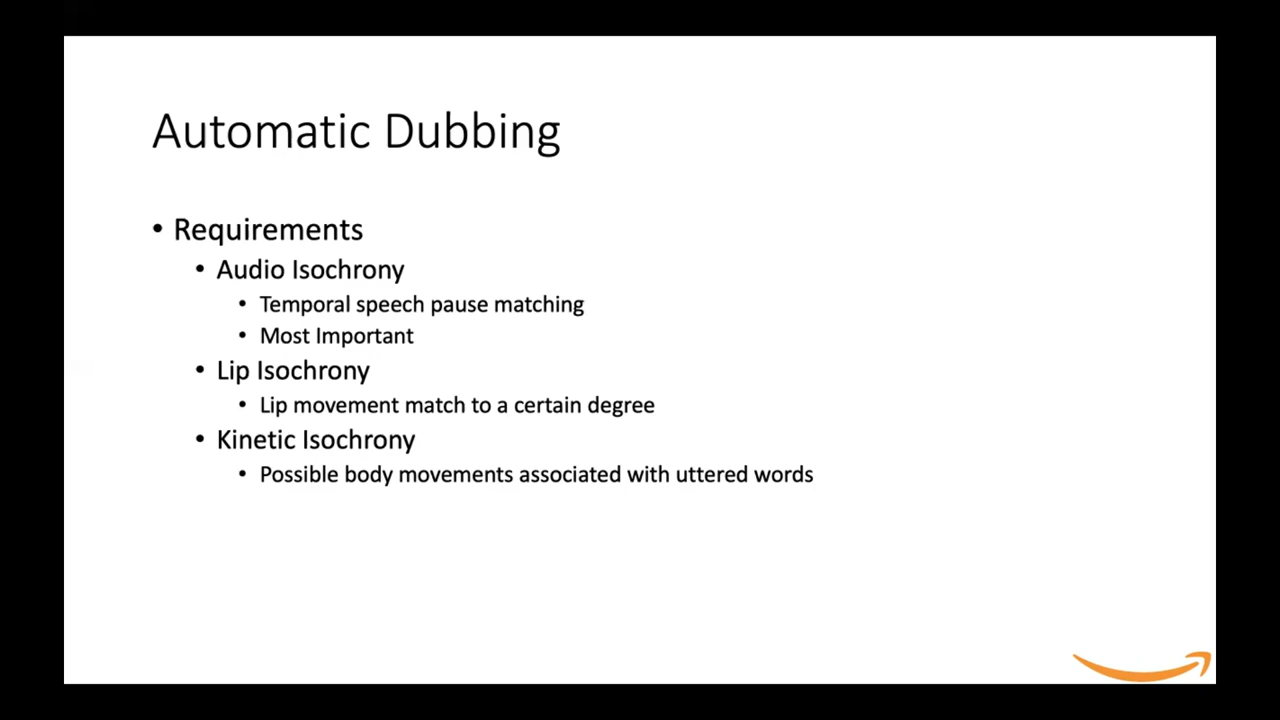 Automatic Dubbing
• Requirements
• Audio Isochrony
• Temporal speech pause matching
• Most Important
• Lip Isochrony
• Lip movement match to a certain degree
• Kinetic Isochrony
• Possible body movements associated with uttered words